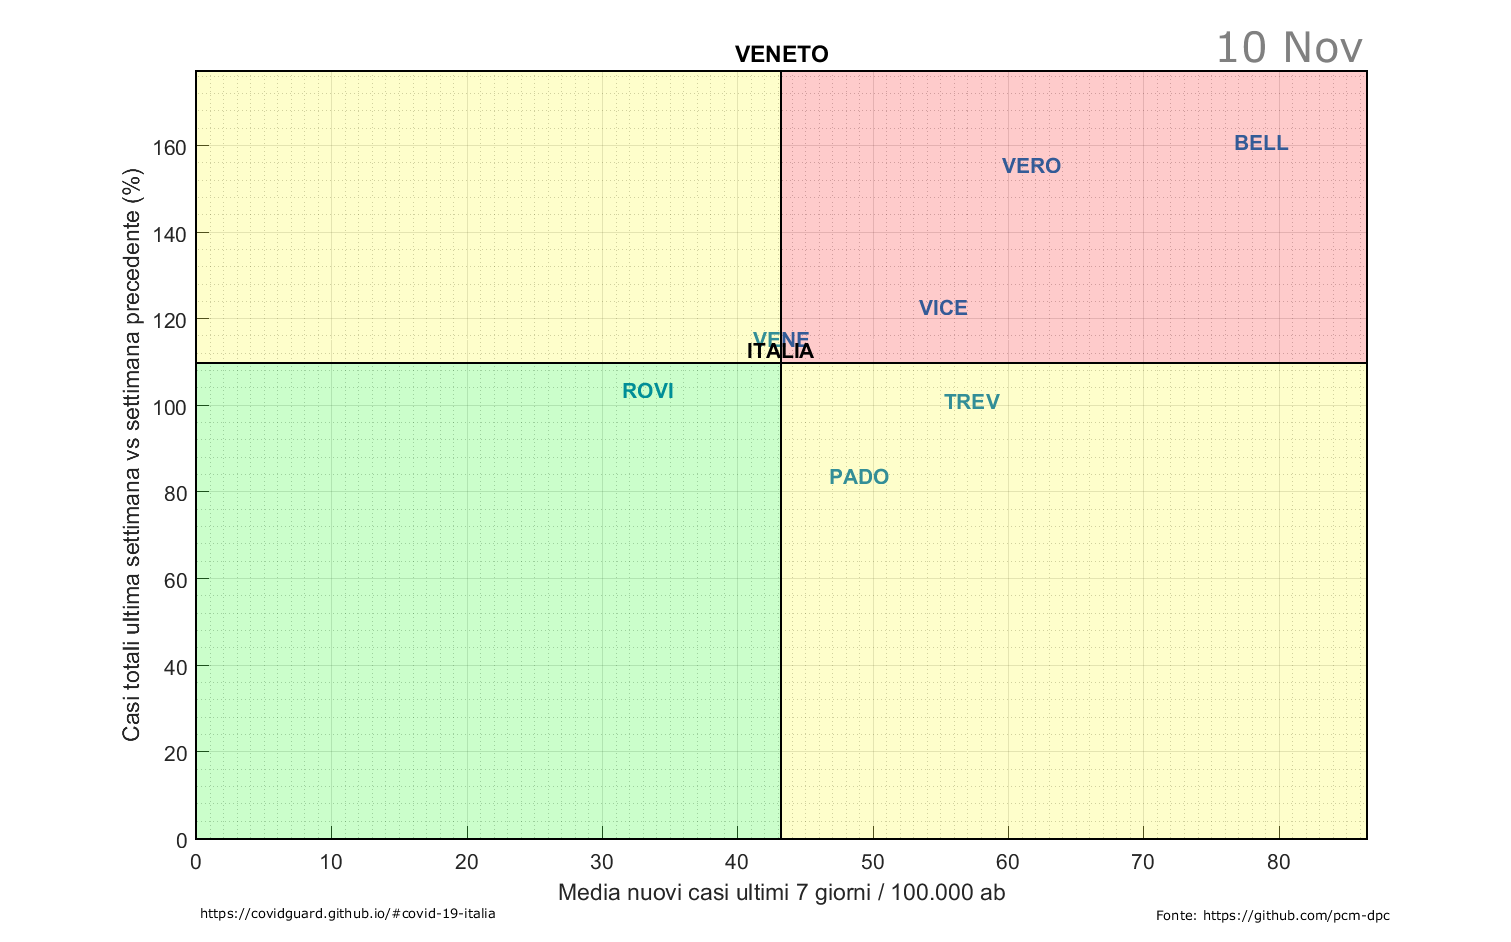 10 Nov
VENETO
Casi totali ultima settimana vs settimana precedente (%)
160
140
120
100
80
60
40
20
0
BELL
VERO
VICE
VENE
ITALIA
ROVI
TREV
PADO
0 10 20 30 40 50 60 70 80
Media nuovi casi ultimi 7 giorni / 100.000 ab
https://covidguard.github.io/#covid-19-italia
Fonte: https://github.com/pcm-dpc